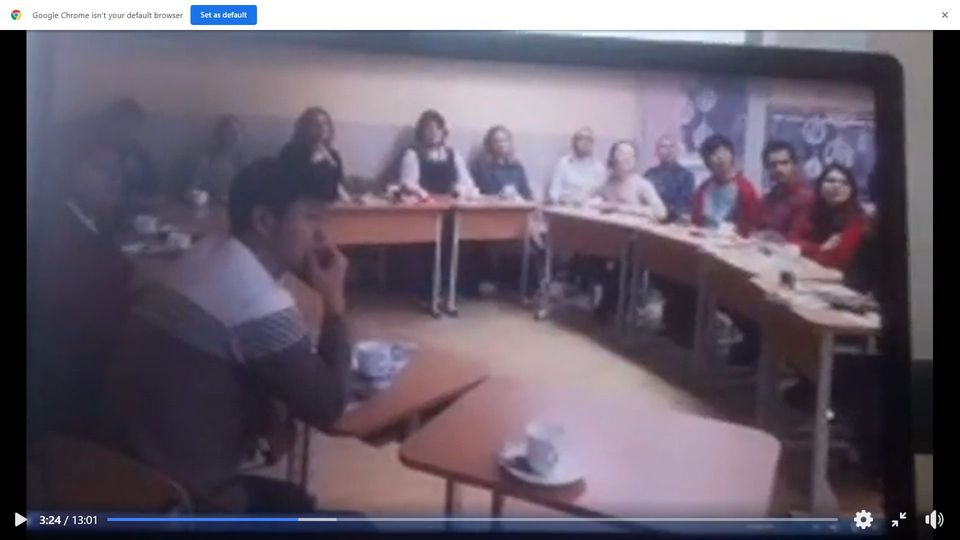 Google Chrome isn't your default browser
Set as default
3:24 / 13:01